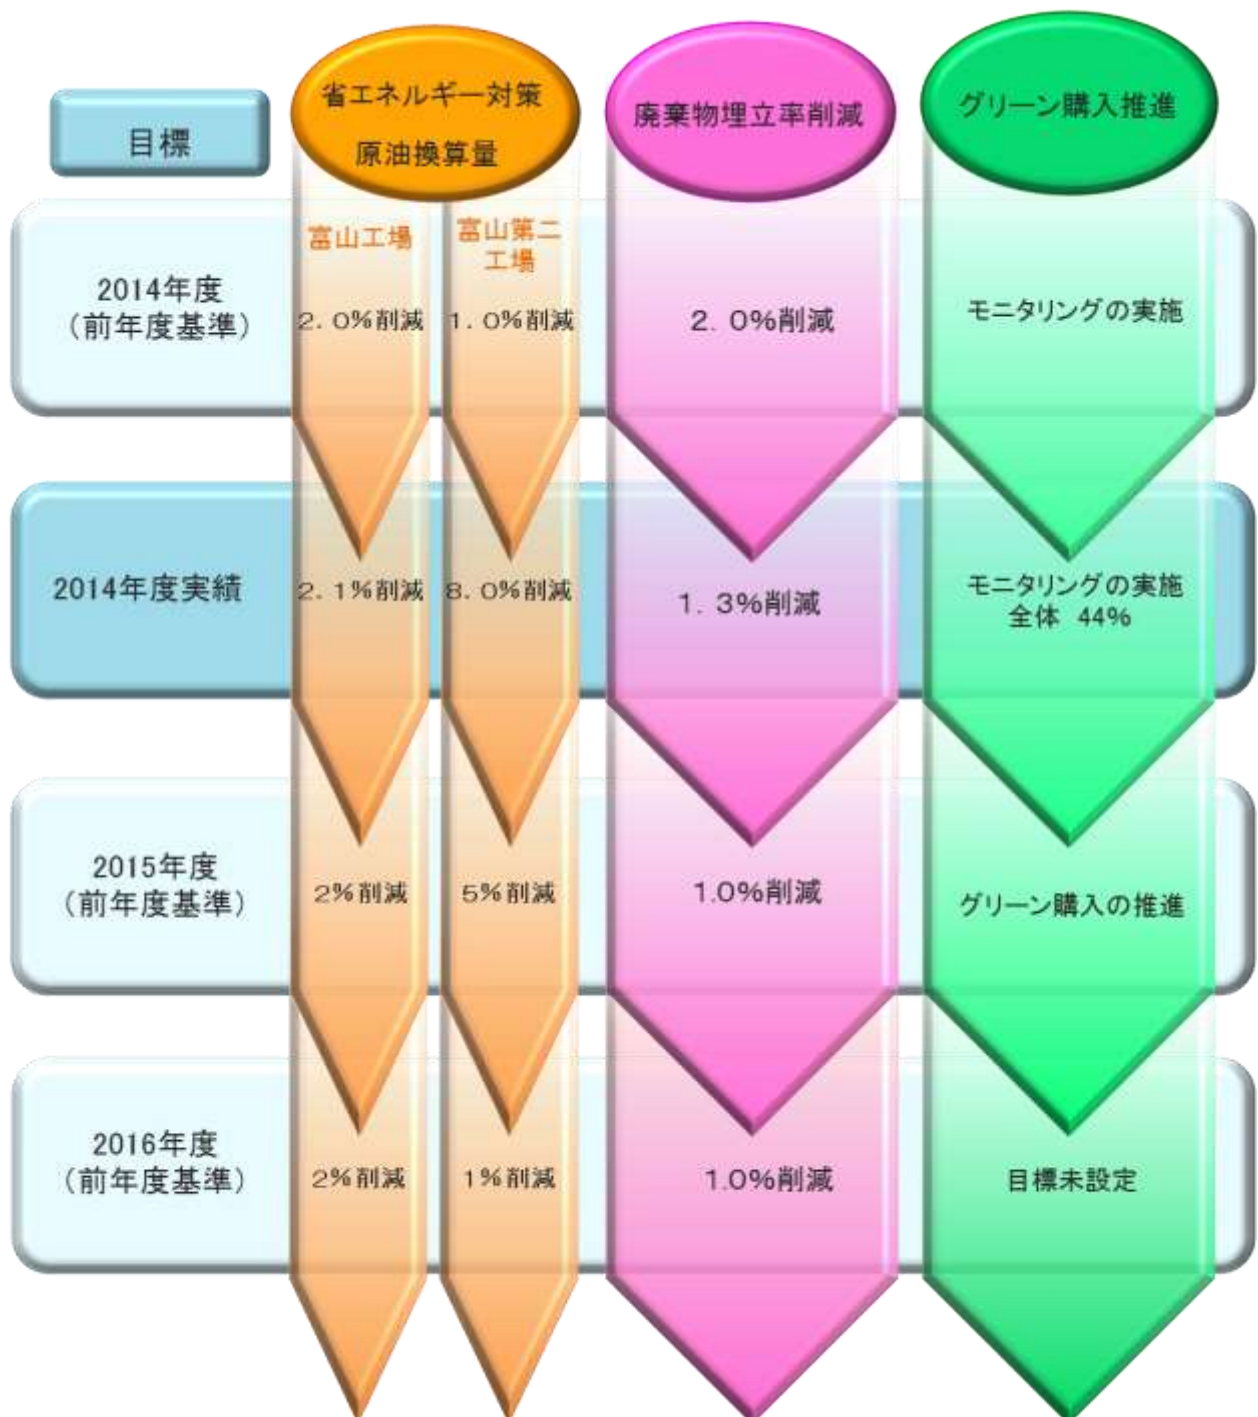 目標
省エネルギー対策
原油換算量
廃棄物埋立率削減
グリーン購入推進
富山工場
富山第二
工場
2014年度
（前年度基準）
2．0%削減
1．0%削減
2．0%削減
モニタリングの実施
2014年度実績
2．1%削減
8．0%削減
1．3%削減
モニタリングの実施
全体 44%
2015年度
（前年度基準）
2%削減
5%削減
1.0%削減
グリーン購入の推進
2016年度
（前年度基準）
2%削減
1%削減
1.0%削減
目標未設定